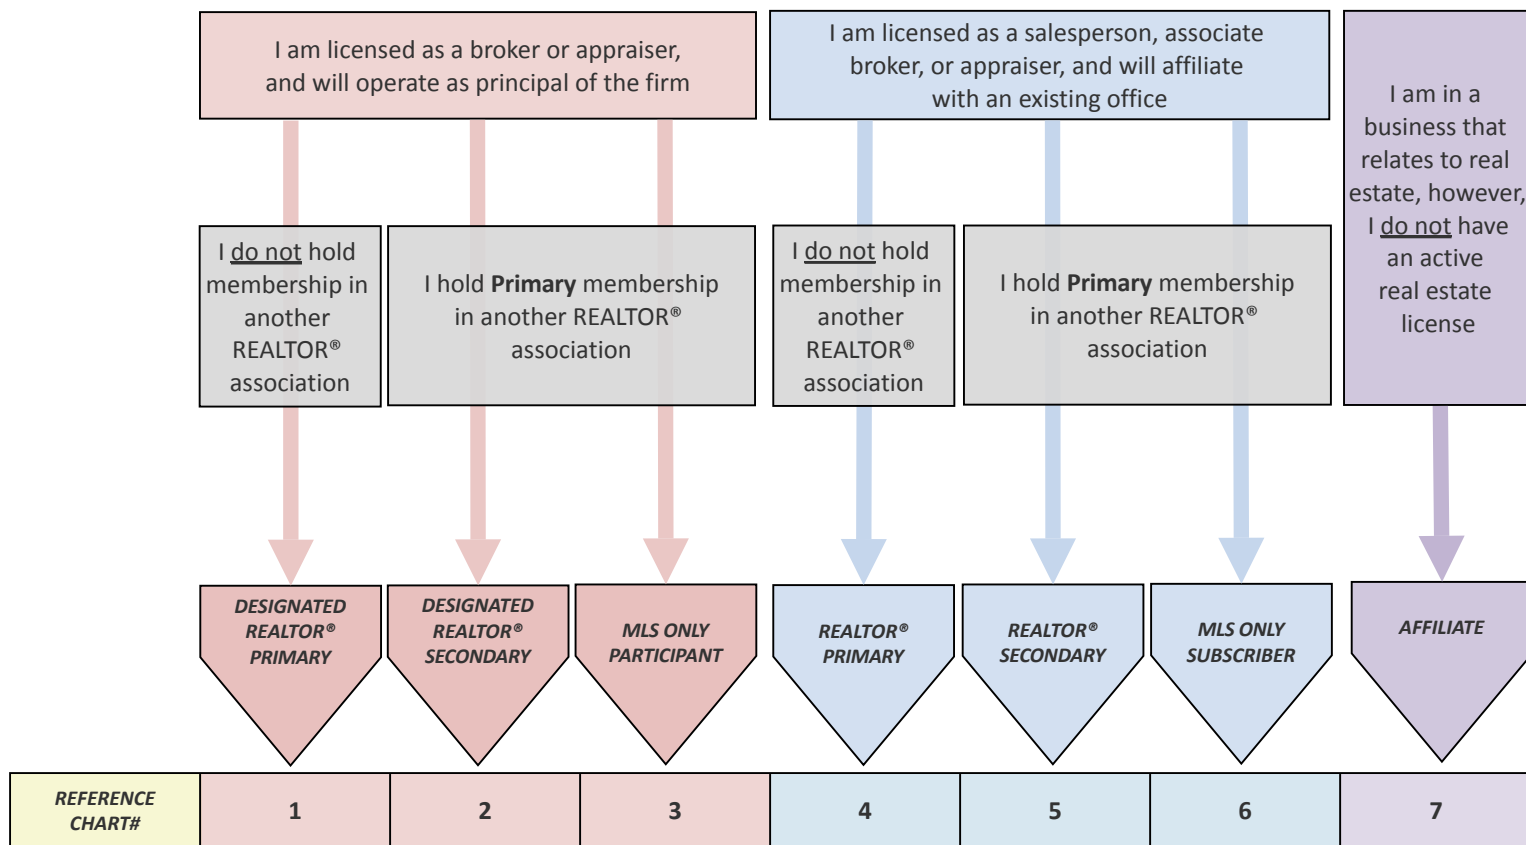 I am licensed as a broker or appraiser,
and will operate as principal of the firm
I am licensed as a salesperson, associate
broker, or appraiser, and will affiliate
with an existing office
I am in a
business that
relates to real
estate, however,
I do not have
an active
real estate
license
I do not hold
membership in
another
REALTOR®
association
I hold Primary membership
in another REALTOR®
association
I do not hold
membership in
another
REALTOR®
association
I hold Primary membership
in another REALTOR®
association
DESIGNATED
REALTOR®
PRIMARY
DESIGNATED
REALTOR®
SECONDARY
MLS ONLY
PARTICIPANT
REALTOR®
PRIMARY
REALTOR®
SECONDARY
MLS ONLY
SUBSCRIBER
AFFILIATE
REFERENCE
CHART#
1
2
3
4
5
6
7